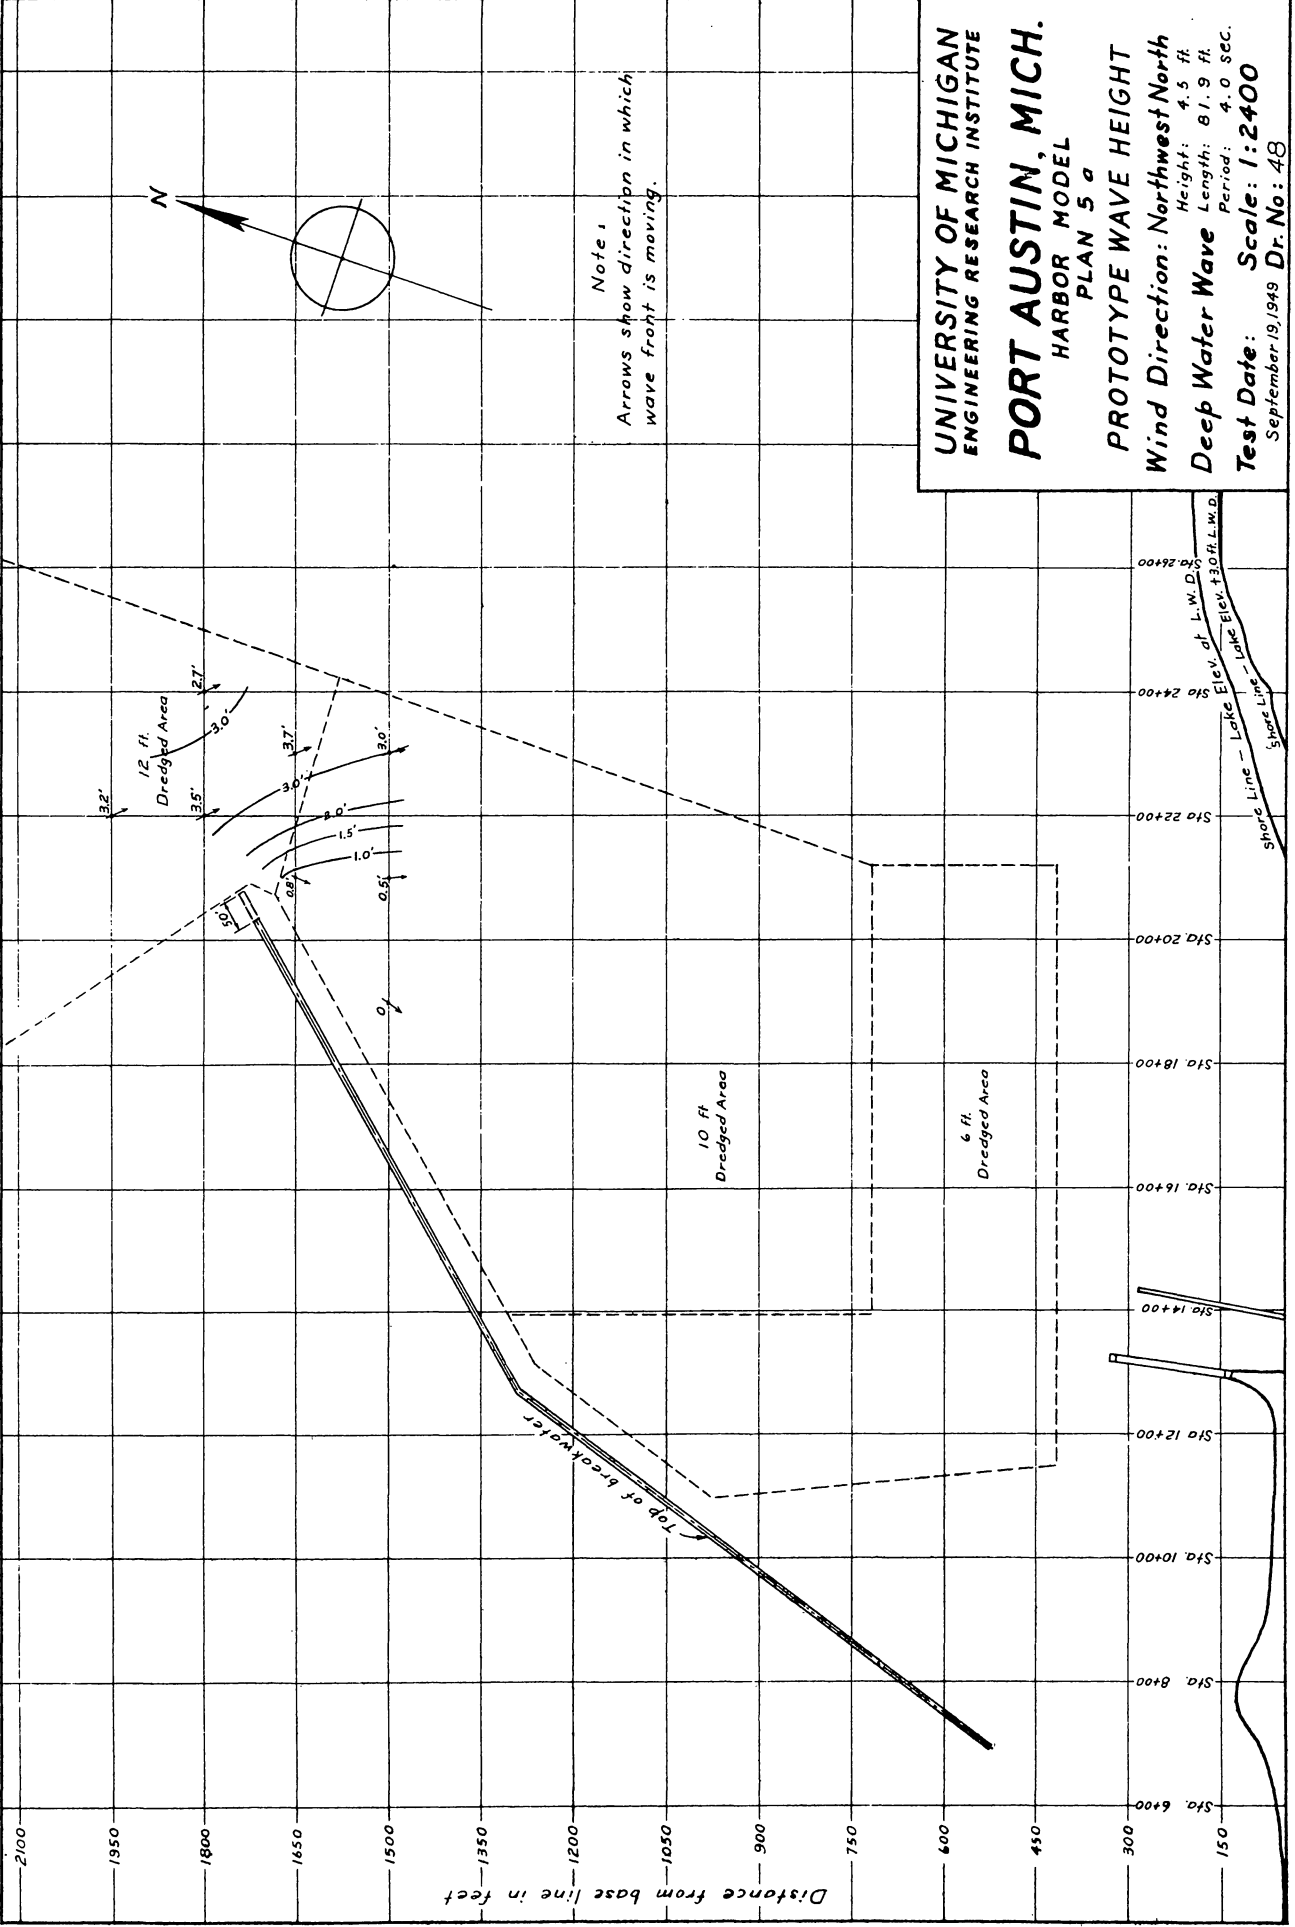 UNIVERSITY OF MICHIGAN
ENGINEERING RESEARCH INSTITUTE
PORT AUSTIN, MICH.
HARBOR MODEL
PLAN 5 a
PROTOTYPE WAVE HEIGHT
Wind Direction: Northwest North
Deep Water Wave
Height: 4.5 ft.
Length: 81.9 ft.
Period: 4.0 sec.
Test Date:
September 19, 1949
Scale: 1:2400
Dr. No: 48
N
Note:
Arrows show direction in which
wave front is moving.
12 ft.
Dredged Area
3.2'
3.5'
2.7'
3.0'
3.7'
3.0'
3.0'
2.0'
1.5'
1.0'
0.8'
0.5'
0
50'
10 ft
Dredged Area
6 ft.
Dredged Area
Top of breakwater
Distance from base line in feet
2100
1950
1800
1650
1500
1350
1200
1050
900
750
600
450
300
150
Sta. 6+00
Sta. 8+00
Sta. 10+00
Sta 12+00
Sta. 14+00
Sta. 16+00
Sta. 18+00
Sta. 20+00
Sta 22+00
Sta 24+00
Sta. 26+00
Shore Line - Lake Elev. at L.W.D.
Shore Line - Lake Elev. +3.0 ft. L.W.D.